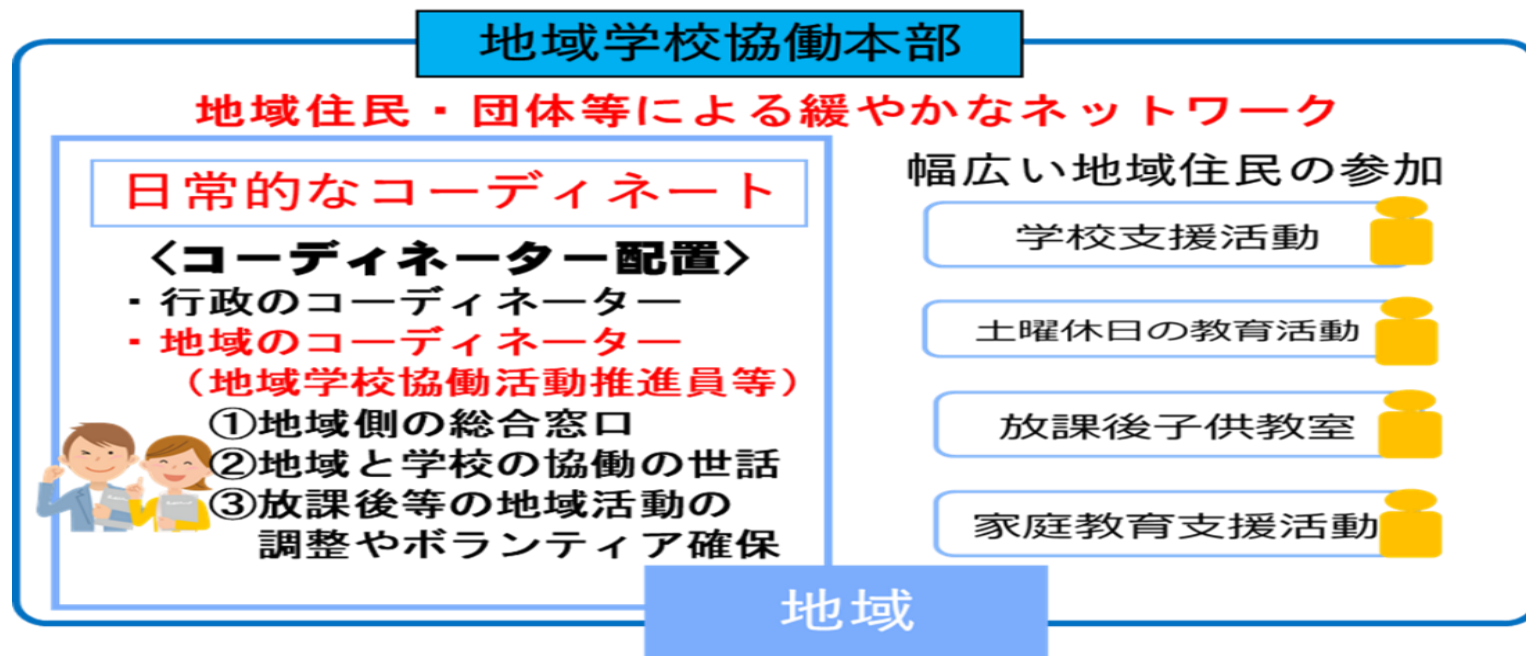 地域学校協働本部
地域住民・団体等による緩やかなネットワーク
日常的なコーディネート
〈コーディネーター配置〉
・行政のコーディネーター
・地域のコーディネーター
（地域学校協働活動推進員等）
①地域側の総合窓口
②地域と学校の協働の世話
③放課後等の地域活動の
調整やボランティア確保
幅広い地域住民の参加
学校支援活動
土曜休日の教育活動
放課後子供教室
家庭教育支援活動
地域